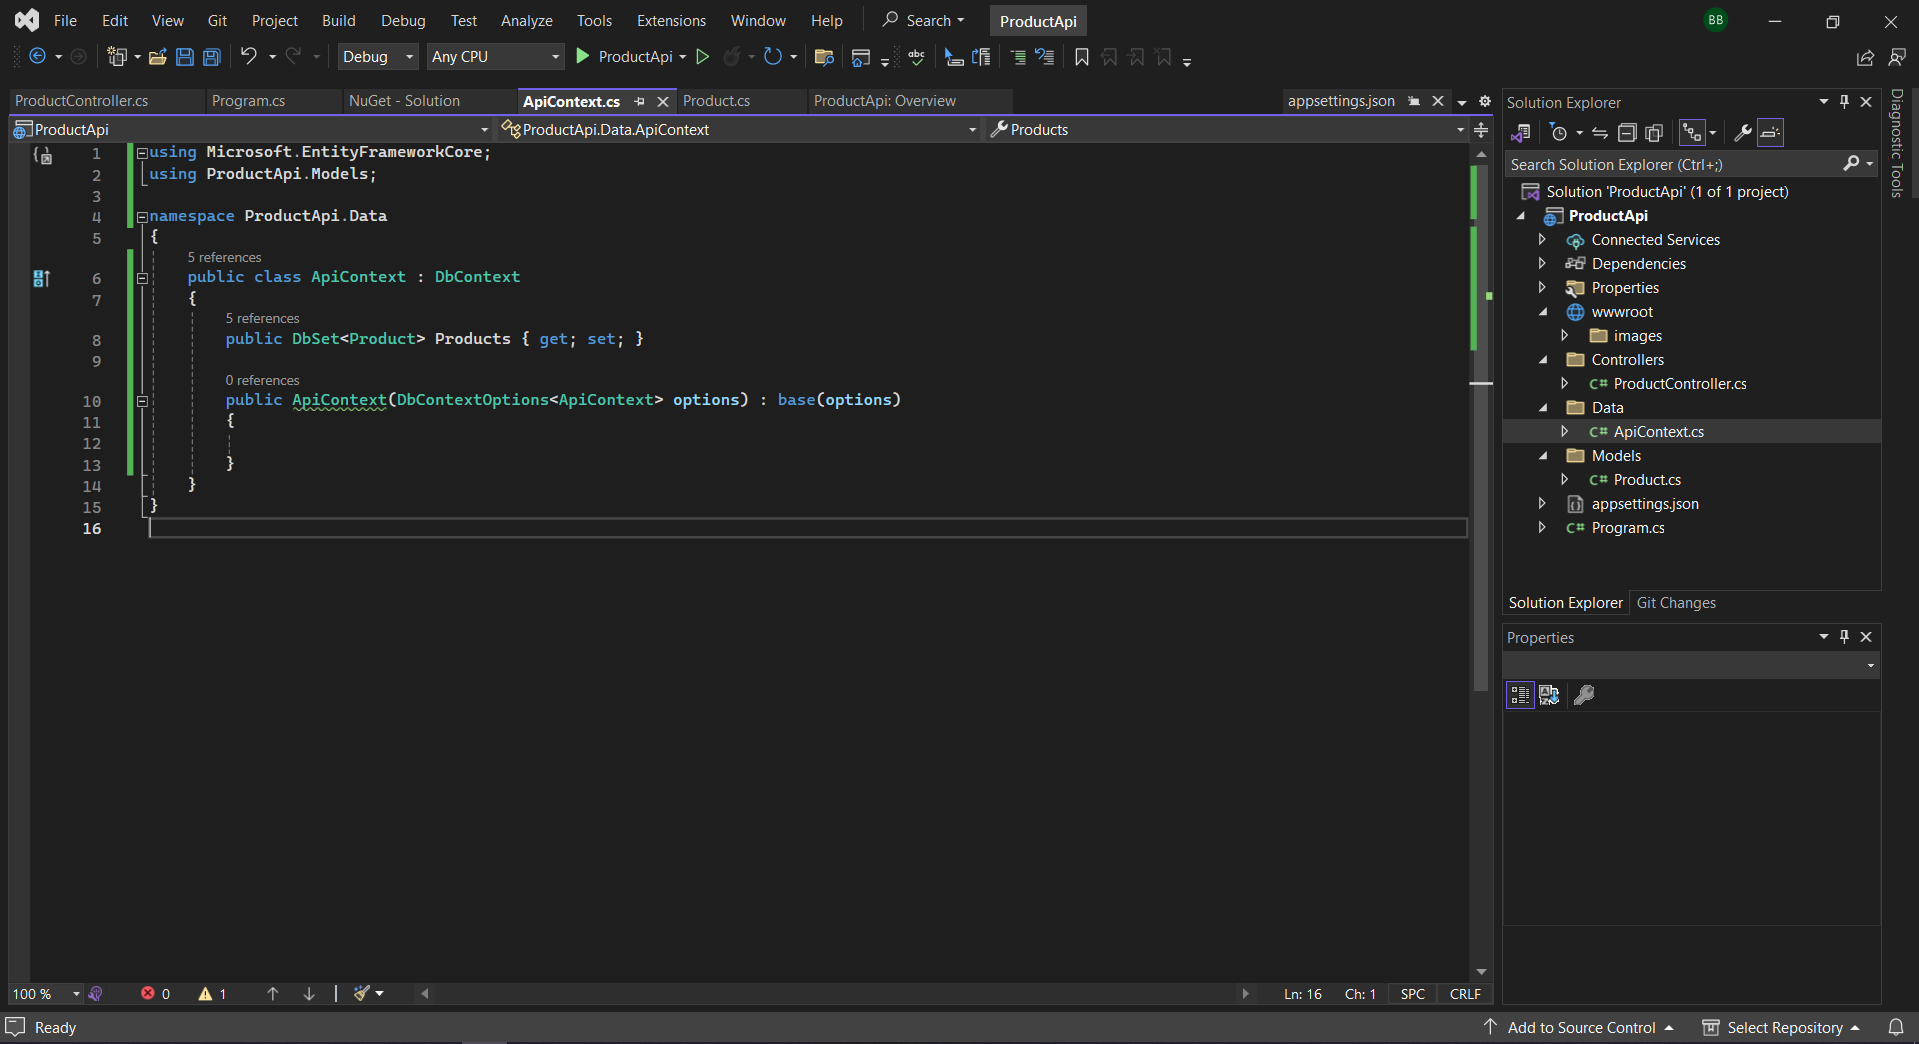 File Edit View Git Project Build Debug Test Analyze Tools Extensions Window Help Search ProductApi BB
Debug Any CPU ProductApi
ProductController.cs Program.cs NuGet - Solution ApiContext.cs Product.cs ProductApi: Overview appsettings.json
ProductApi ProductApi.Data.ApiContext Products
1 using Microsoft.EntityFrameworkCore;
2 using ProductApi.Models;
3
4 namespace ProductApi.Data
5 {
5 references
6 public class ApiContext : DbContext
7 {
5 references
8 public DbSet<Product> Products { get; set; }
9
0 references
10 public ApiContext(DbContextOptions<ApiContext> options) : base(options)
11 {
12
13 }
14 }
15 }
16
100 % 0 1 Ln: 16 Ch: 1 SPC CRLF
Solution Explorer
Search Solution Explorer (Ctrl+;)
Solution 'ProductApi' (1 of 1 project)
ProductApi
Connected Services
Dependencies
Properties
wwwroot
images
Controllers
C# ProductController.cs
Data
C# ApiContext.cs
Models
C# Product.cs
appsettings.json
C# Program.cs
Solution Explorer Git Changes
Properties
Diagnostic Tools
Ready Add to Source Control Select Repository